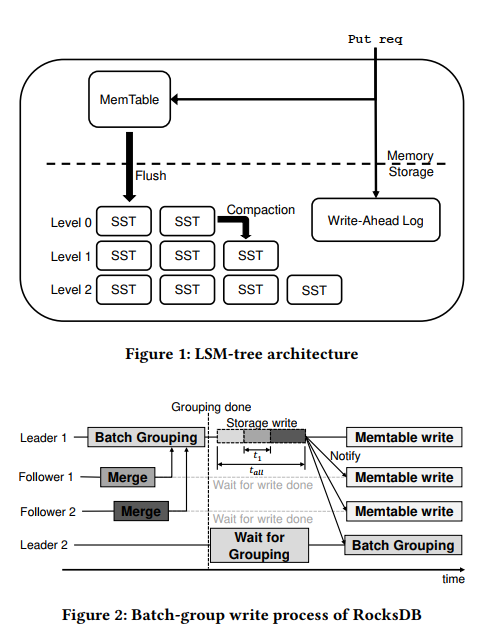 Put req
MemTable
Memory
Storage
Flush
Write-Ahead Log
Compaction
Level 0 SST SST
Level 1 SST SST SST
Level 2 SST SST SST SST
Figure 1: LSM-tree architecture
Grouping done
Storage write
Leader 1 Batch Grouping Memtable write
t₁
Notify
t_all
Follower 1 Merge Memtable write
Wait for write done
Follower 2 Merge Memtable write
Wait for write done
Leader 2 Wait for Grouping Batch Grouping
time
Figure 2: Batch-group write process of RocksDB